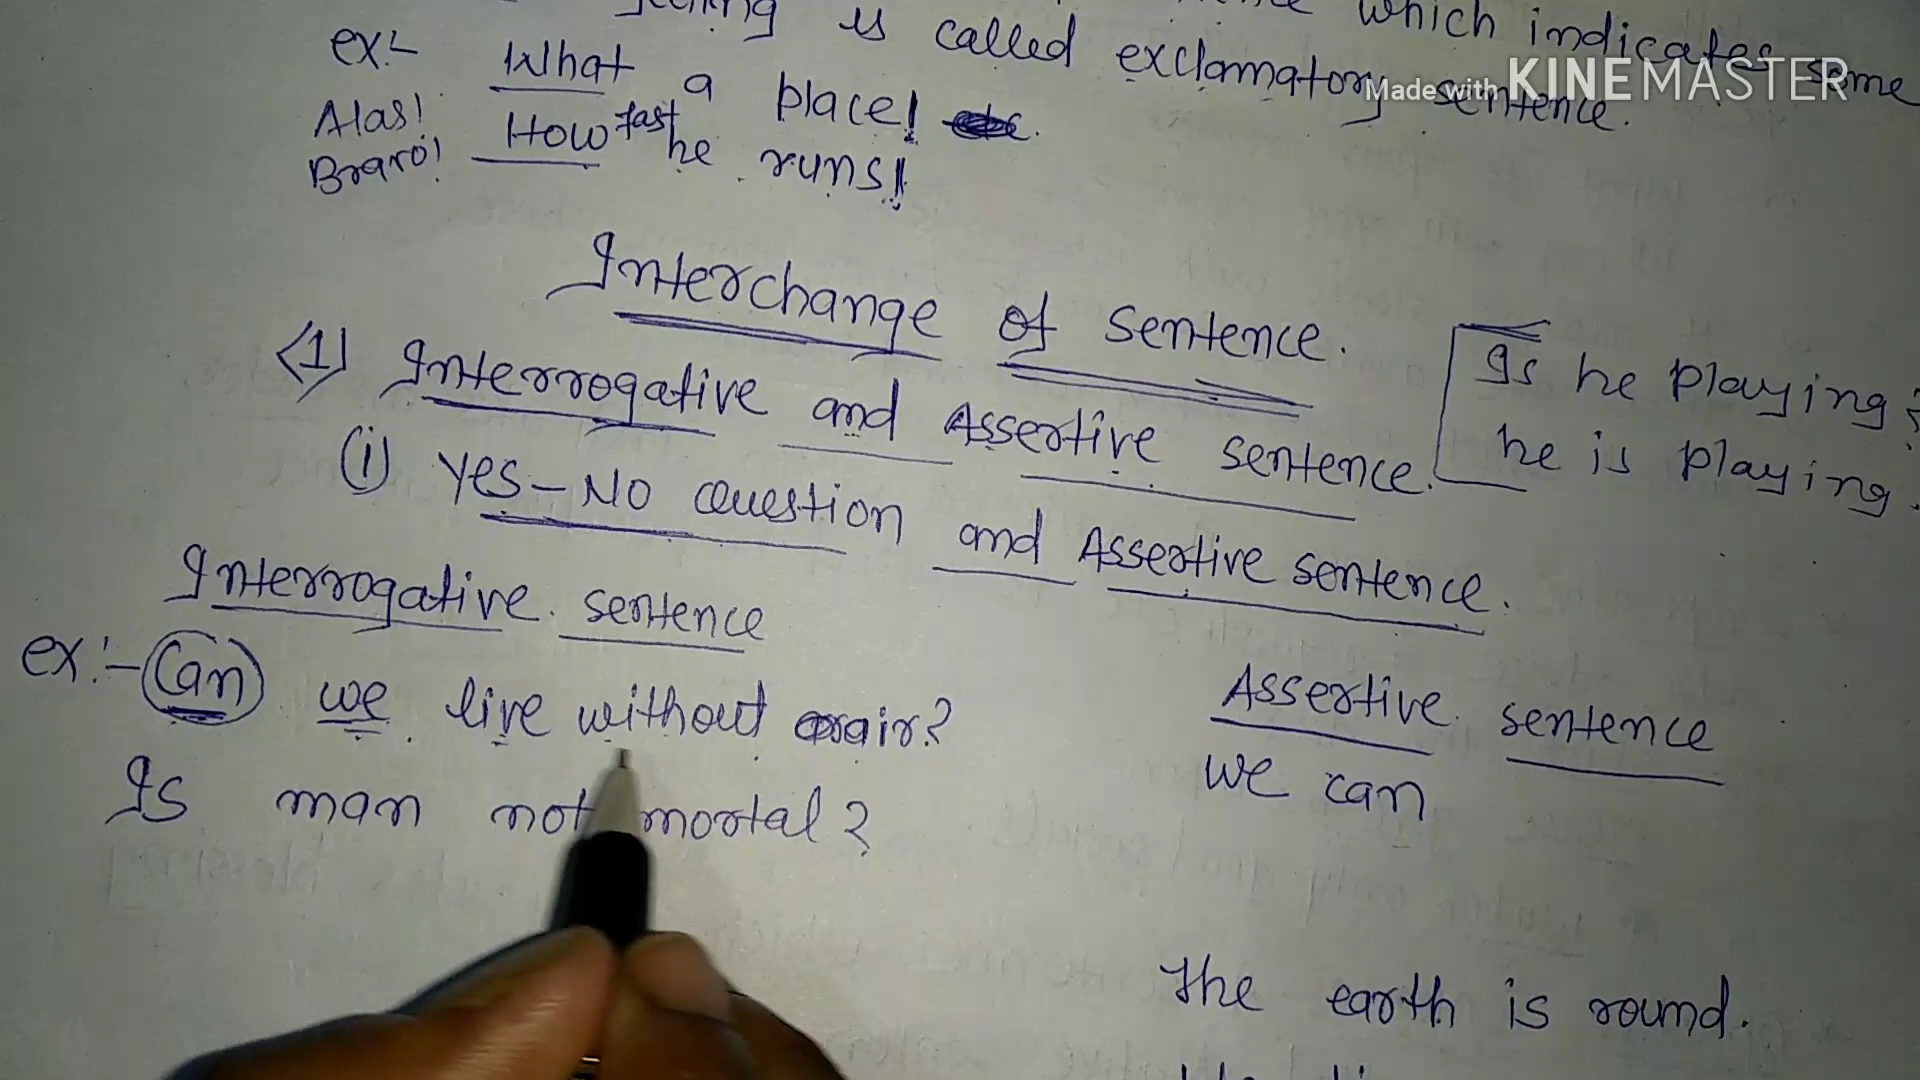 is called exclamatory sentence.
which indicates some
ex:- What a place!
Alas! How fast he runs!
Bravo!
Made with KINEMASTER
Interchange of sentence.
(1) Interrogative and Assertive sentence.
Is he playing?
he is playing.
(i) Yes-No Question and Assertive sentence.
Interrogative sentence
ex:- Can we live without air?
Is man not mortal?
Assertive sentence
we can
The earth is round.